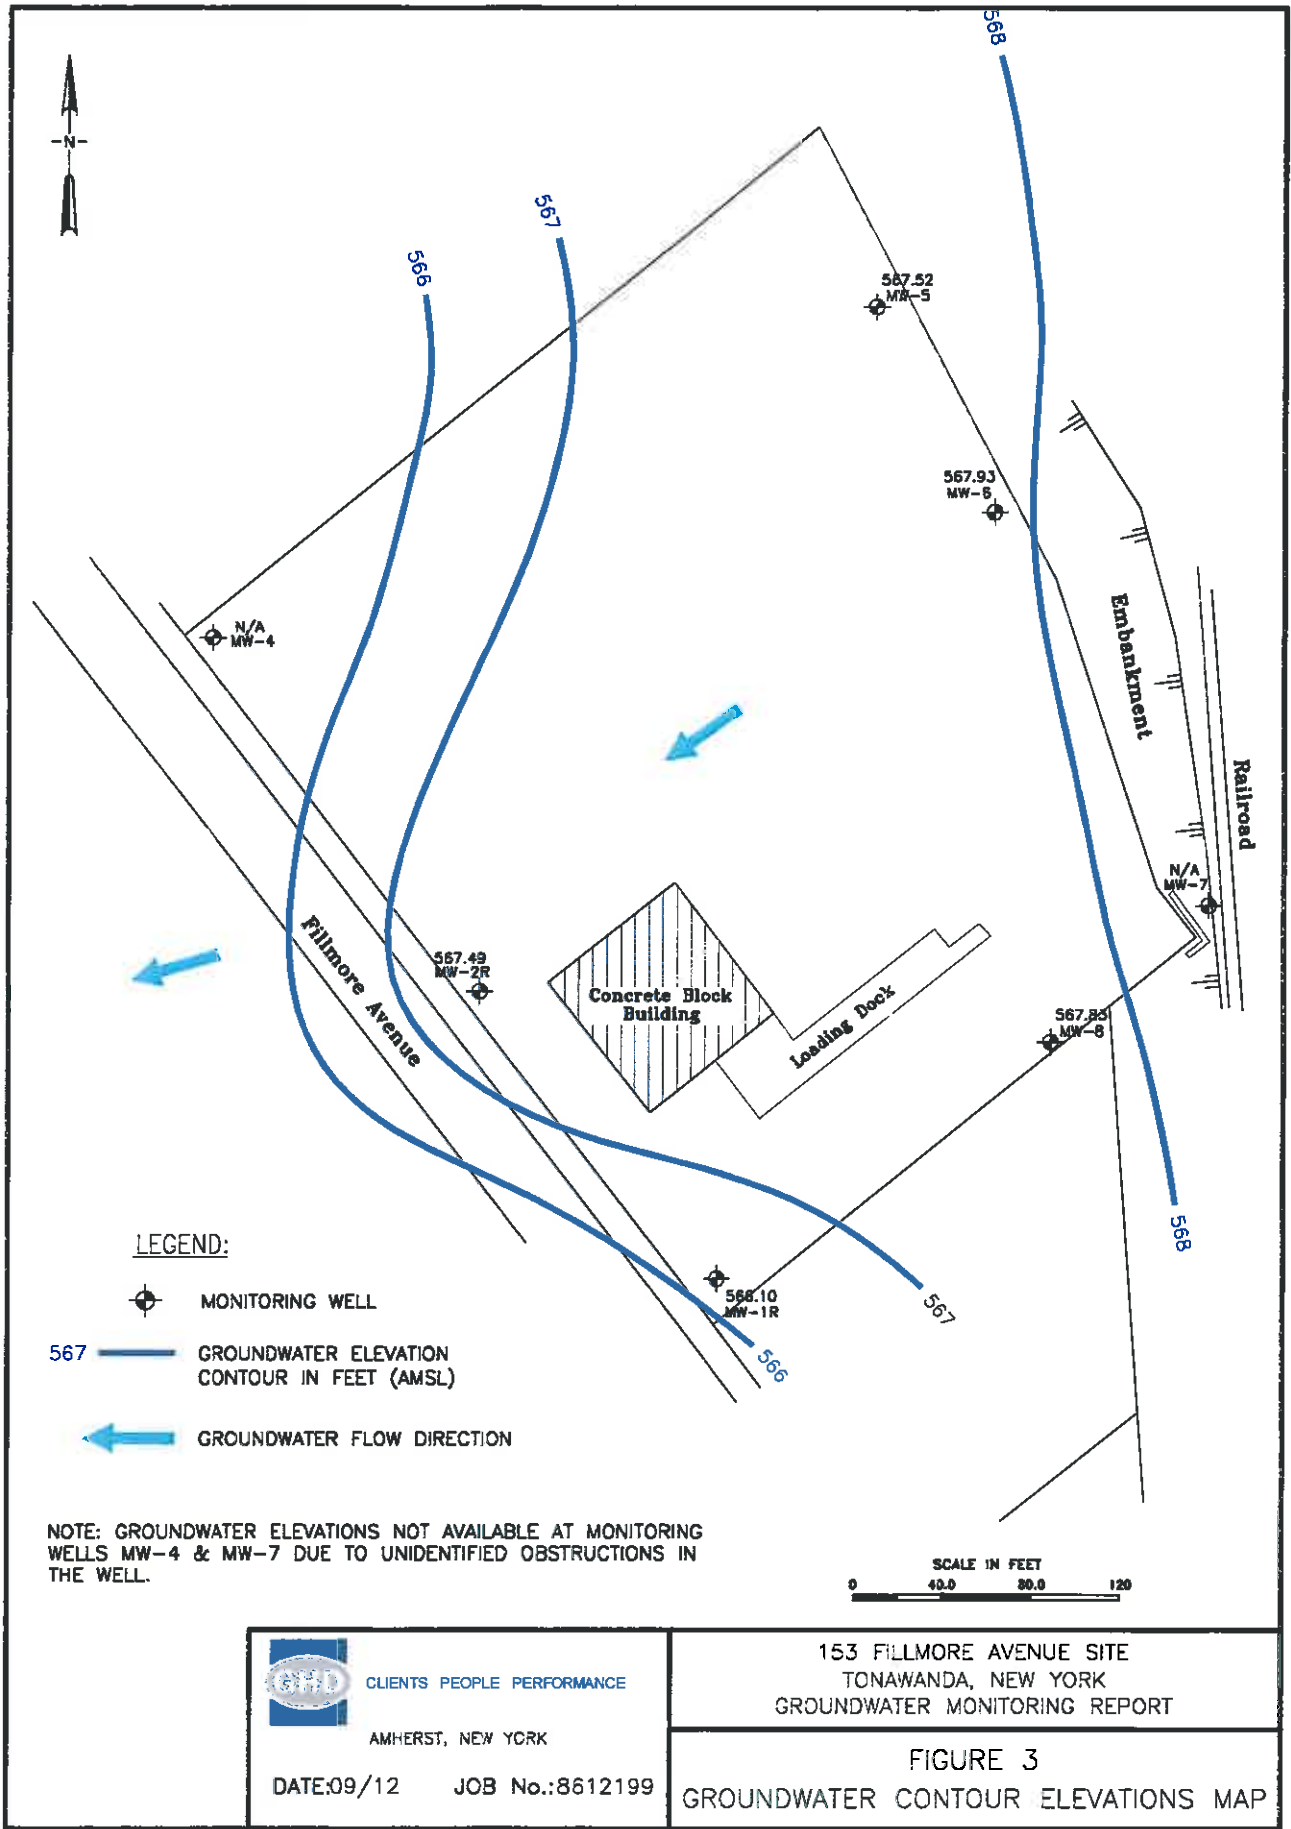 568
-N-
567
566
567.52
MW-5
567.93
MW-6
N/A
MW-4
Embankment
Railroad
N/A
MW-7
Fillmore Avenue
567.49
MW-2R
Concrete Block
Building
Loading Dock
567.83
MW-8
568
566.10
MW-1R
567
566
LEGEND:
MONITORING WELL
567
GROUNDWATER ELEVATION
CONTOUR IN FEET (AMSL)
GROUNDWATER FLOW DIRECTION
NOTE: GROUNDWATER ELEVATIONS NOT AVAILABLE AT MONITORING
WELLS MW-4 & MW-7 DUE TO UNIDENTIFIED OBSTRUCTIONS IN
THE WELL.
SCALE IN FEET
0 40.0 80.0 120
GHD
CLIENTS PEOPLE PERFORMANCE
AMHERST, NEW YORK
DATE:09/12 JOB No.:8612199
153 FILLMORE AVENUE SITE
TONAWANDA, NEW YORK
GROUNDWATER MONITORING REPORT
FIGURE 3
GROUNDWATER CONTOUR ELEVATIONS MAP